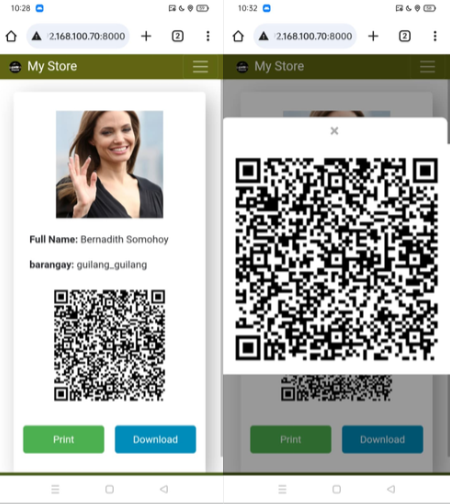 10:28
2.168.100.70:8000
2
My Store
Full Name: Bernadith Somohoy
barangay: guilang_guilang
Print
Download
10:32
2.168.100.70:8000
2
My Store
×
Print
Download